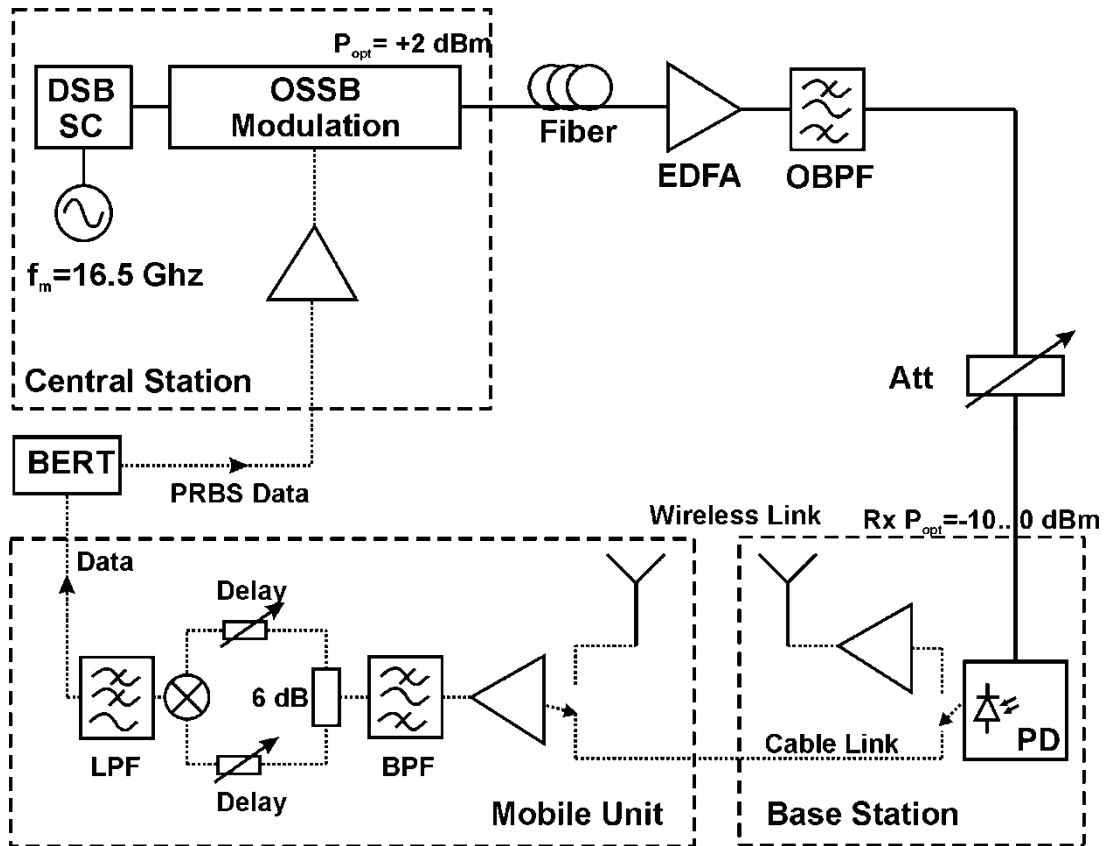 P_opt= +2 dBm
DSB
SC
OSSB
Modulation
Fiber
EDFA
OBPF
f_m=16.5 Ghz
Central Station
Att
BERT
PRBS Data
Wireless Link
Rx P_opt=-10...0 dBm
Data
Delay
6 dB
LPF
BPF
Delay
Cable Link
PD
Mobile Unit
Base Station